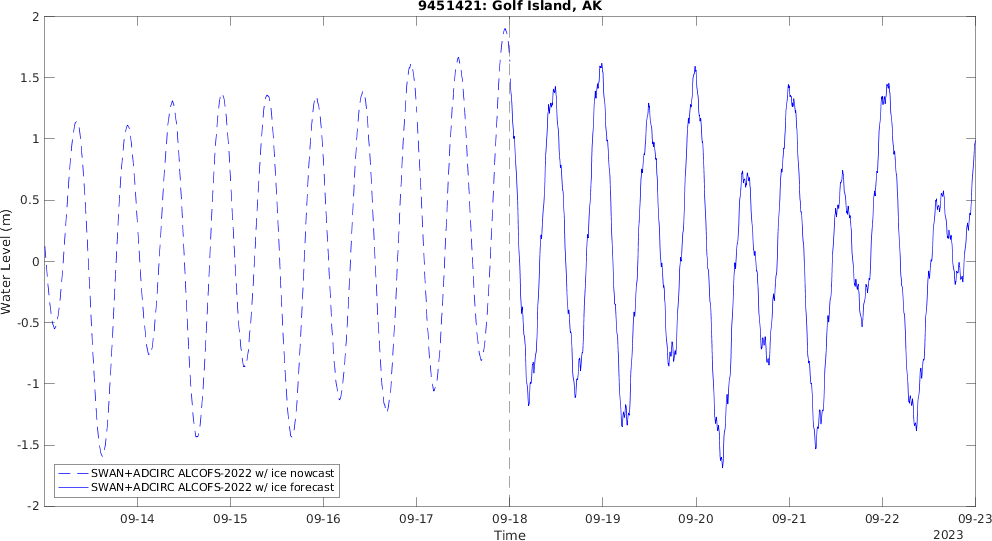 9451421: Golf Island, AK
2
1.5
1
0.5
0
-0.5
-1
-1.5
-2
Water Level (m)
SWAN+ADCIRC ALCOFS-2022 w/ ice nowcast
SWAN+ADCIRC ALCOFS-2022 w/ ice forecast
09-14 09-15 09-16 09-17 09-18 09-19 09-20 09-21 09-22 09-23
Time
2023